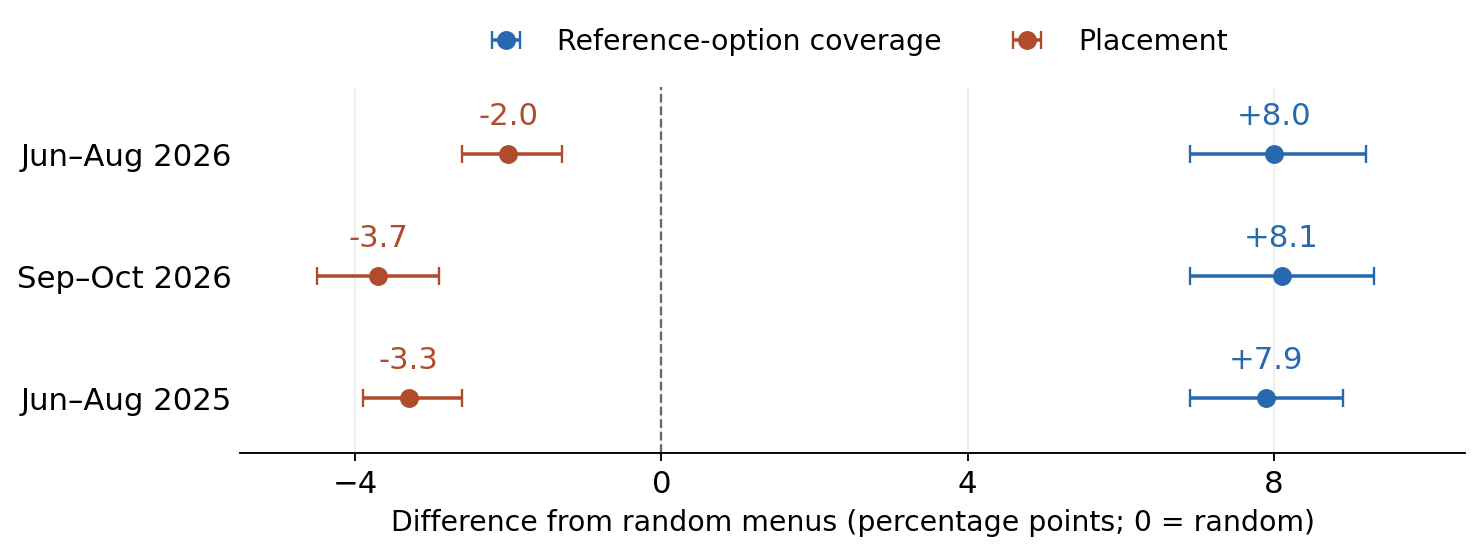 Reference-option coverage Placement
-2.0 +8.0
Jun–Aug 2026
-3.7 +8.1
Sep–Oct 2026
-3.3 +7.9
Jun–Aug 2025
−4 0 4 8
Difference from random menus (percentage points; 0 = random)